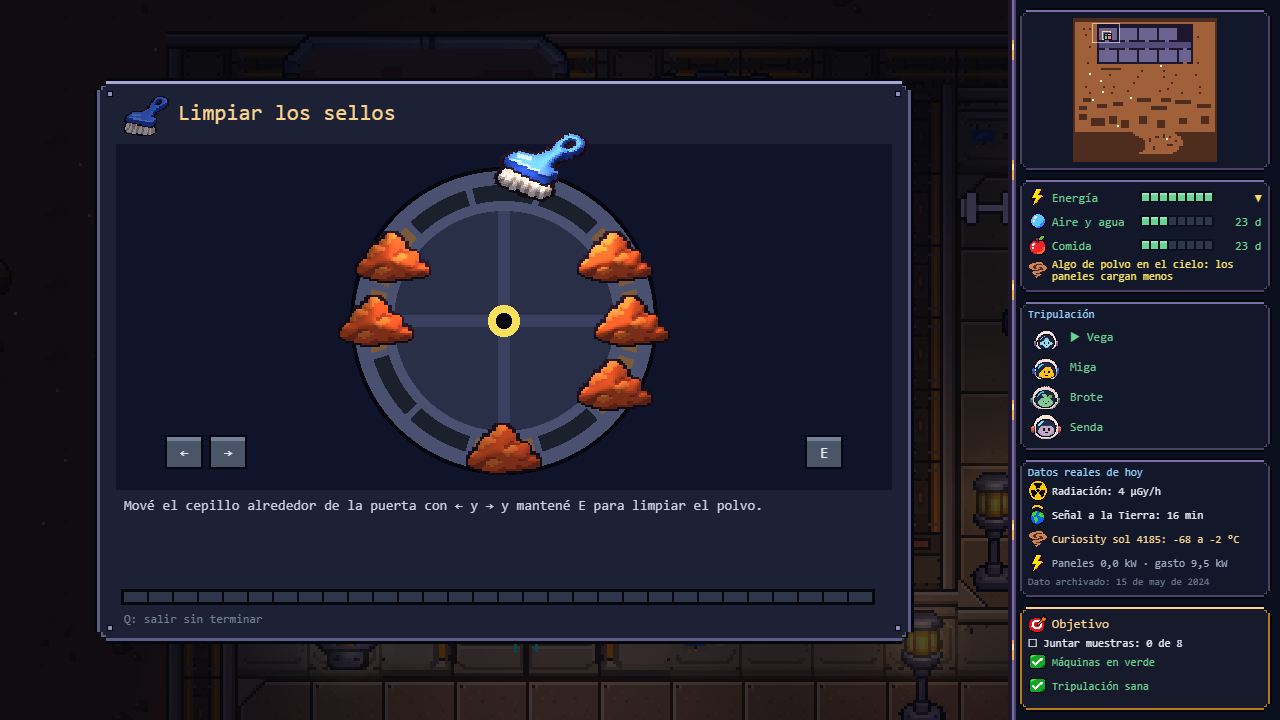 Limpiar los sellos
← → E
Mové el cepillo alrededor de la puerta con ← y → y mantené E para limpiar el polvo.
Q: salir sin terminar
Energía
Aire y agua 23 d
Comida 23 d
Algo de polvo en el cielo: los
paneles cargan menos
Tripulación
▶ Vega
Miga
Brote
Senda
Datos reales de hoy
Radiación: 4 µGy/h
Señal a la Tierra: 16 min
Curiosity sol 4185: -68 a -2 °C
Paneles 0,0 kW · gasto 9,5 kW
Dato archivado: 15 de may de 2024
Objetivo
☐ Juntar muestras: 0 de 8
Máquinas en verde
Tripulación sana